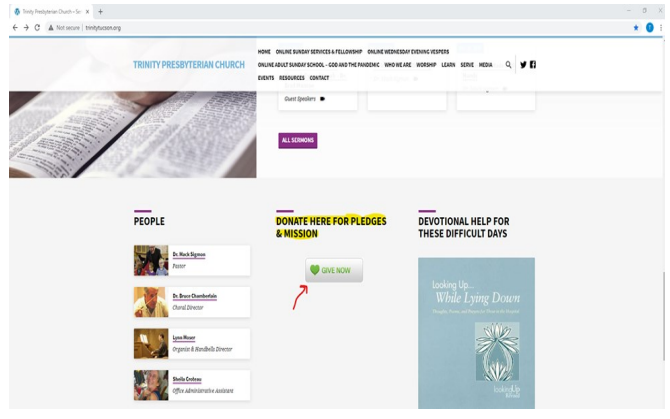 Trinity Presbyterian Church – Ser
Not secure | trinitytucson.org
TRINITY PRESBYTERIAN CHURCH
HOME ONLINE SUNDAY SERVICES & FELLOWSHIP ONLINE WEDNESDAY EVENING VESPERS
ONLINE ADULT SUNDAY SCHOOL – GOD AND THE PANDEMIC WHO WE ARE WORSHIP LEARN SERVE MEDIA
EVENTS RESOURCES CONTACT
Guest Speakers
ALL SERMONS
PEOPLE
Dr. Mack Sigmon
Pastor
Dr. Bruce Chamberlain
Choral Director
Lynn Moser
Organist & Handbells Director
Sheila Croteau
Office Administrative Assistant
DONATE HERE FOR PLEDGES
& MISSION
GIVE NOW
DEVOTIONAL HELP FOR
THESE DIFFICULT DAYS
Looking Up...
While Lying Down